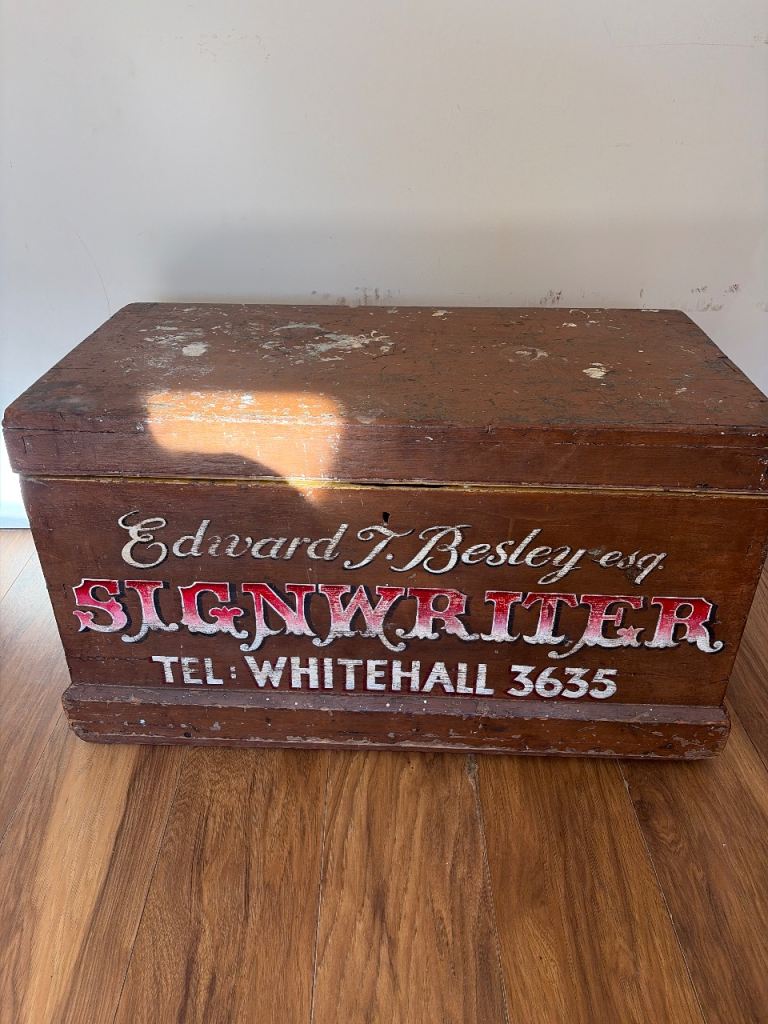 Edward T. Besley esq.
SIGNWRITER
TEL: WHITEHALL 3635